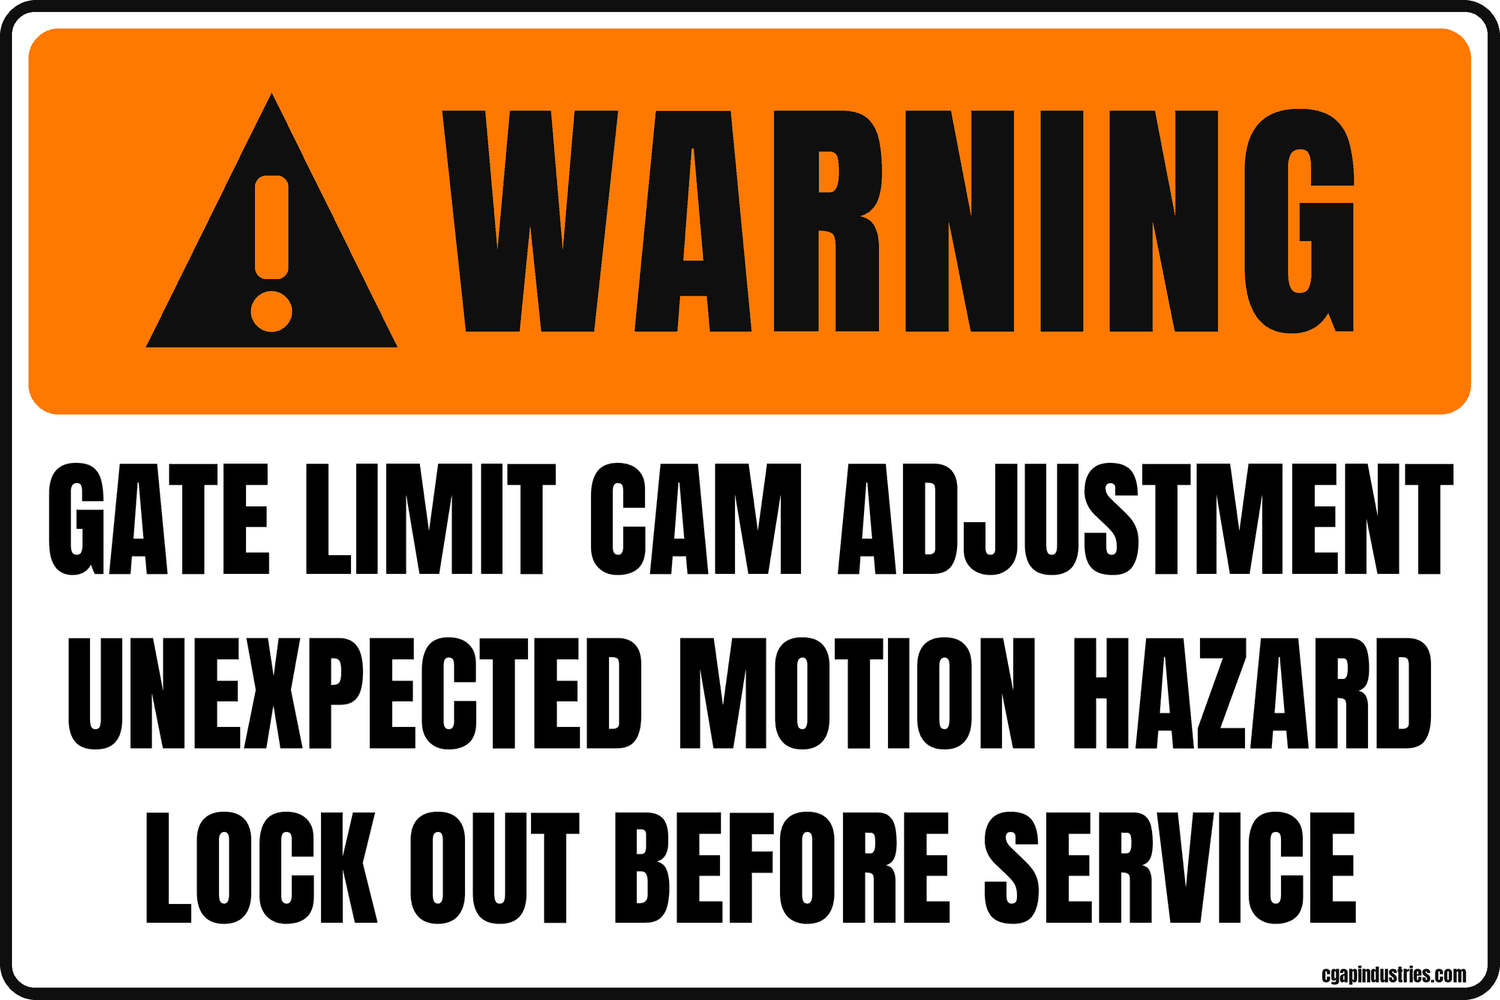 WARNING
GATE LIMIT CAM ADJUSTMENT
UNEXPECTED MOTION HAZARD
LOCK OUT BEFORE SERVICE
cgapindustries.com